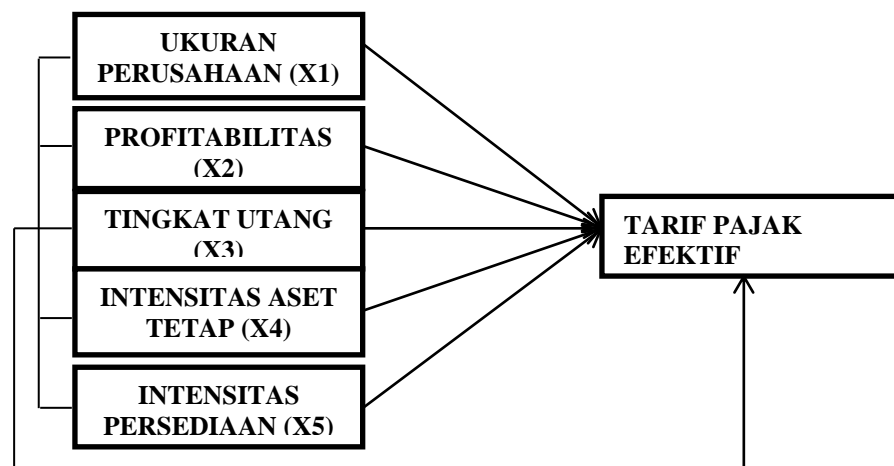 UKURAN
PERUSAHAAN (X1)
PROFITABILITAS
(X2)
TINGKAT UTANG
(X3)
INTENSITAS ASET
TETAP (X4)
INTENSITAS
PERSEDIAAN (X5)
TARIF PAJAK
EFEKTIF